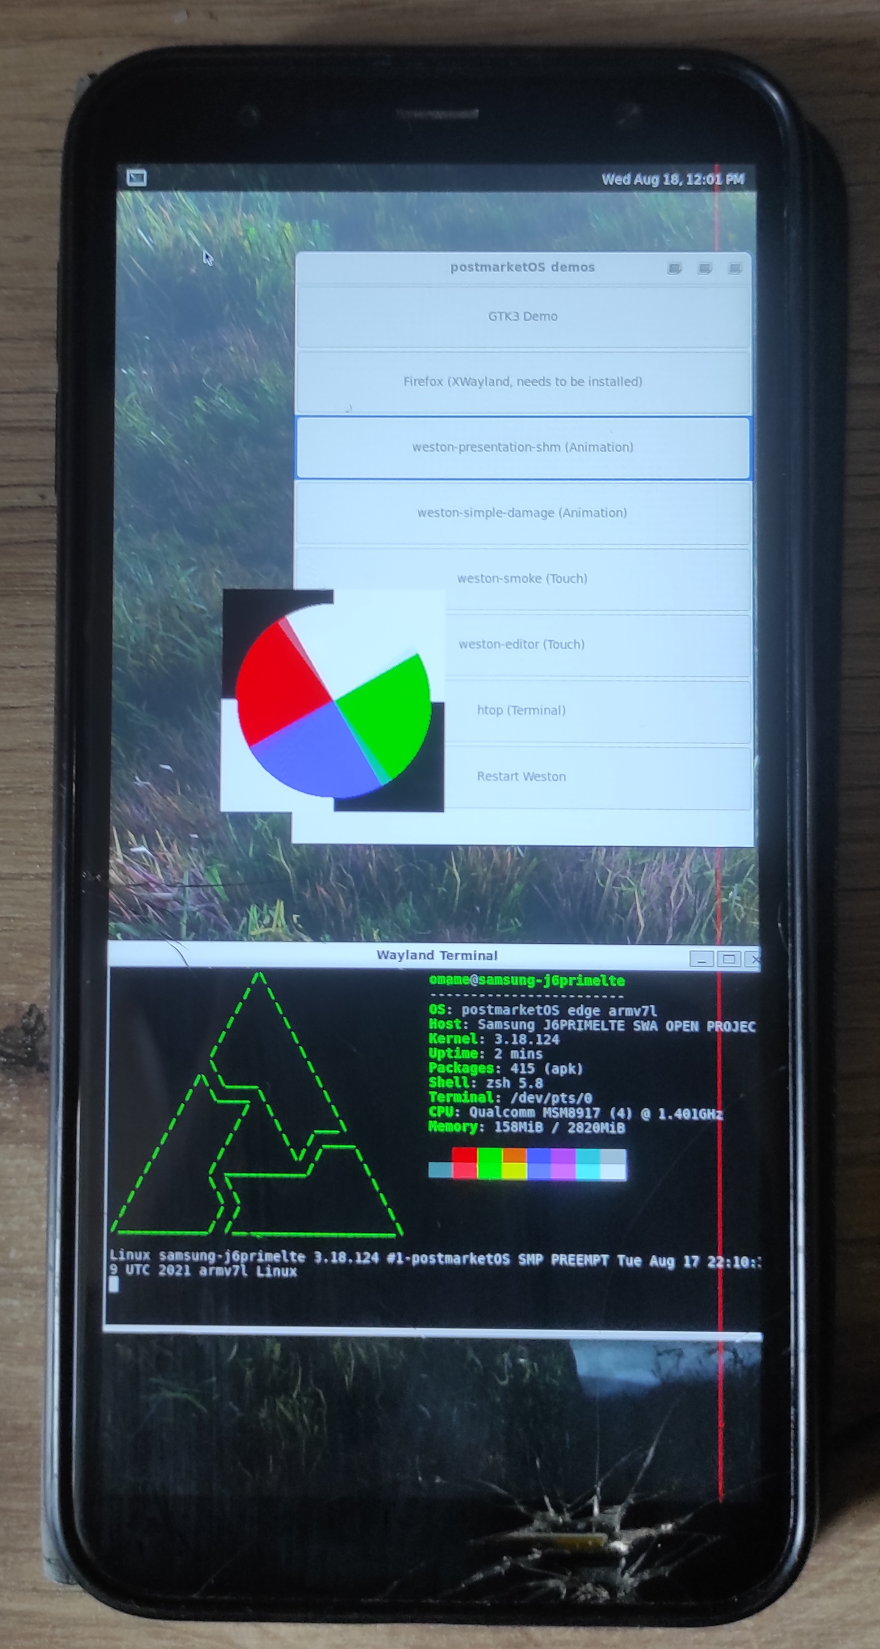 Wed Aug 18, 12:01 PM
postmarketOS demos
GTK3 Demo
Firefox (XWayland, needs to be installed)
weston-presentation-shm (Animation)
weston-simple-damage (Animation)
weston-smoke (Touch)
weston-editor (Touch)
htop (Terminal)
Restart Weston
Wayland Terminal
omame@samsung-j6primelte
------------------------
OS: postmarketOS edge armv7l
Host: Samsung J6PRIMELTE SWA OPEN PROJEC
Kernel: 3.18.124
Uptime: 2 mins
Packages: 415 (apk)
Shell: zsh 5.8
Terminal: /dev/pts/0
CPU: Qualcomm MSM8917 (4) @ 1.401GHz
Memory: 158MiB / 2820MiB
Linux samsung-j6primelte 3.18.124 #1-postmarketOS SMP PREEMPT Tue Aug 17 22:10:
9 UTC 2021 armv7l Linux